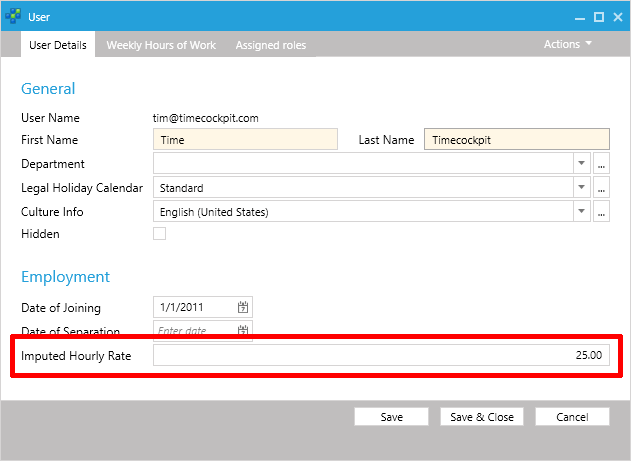 User
User Details Weekly Hours of Work Assigned roles Actions
General
User Name tim@timecockpit.com
First Name Time Last Name Timecockpit
Department ...
Legal Holiday Calendar Standard ...
Culture Info English (United States) ...
Hidden
Employment
Date of Joining 1/1/2011
Date of Separation Enter date
Imputed Hourly Rate 25.00
Save Save & Close Cancel